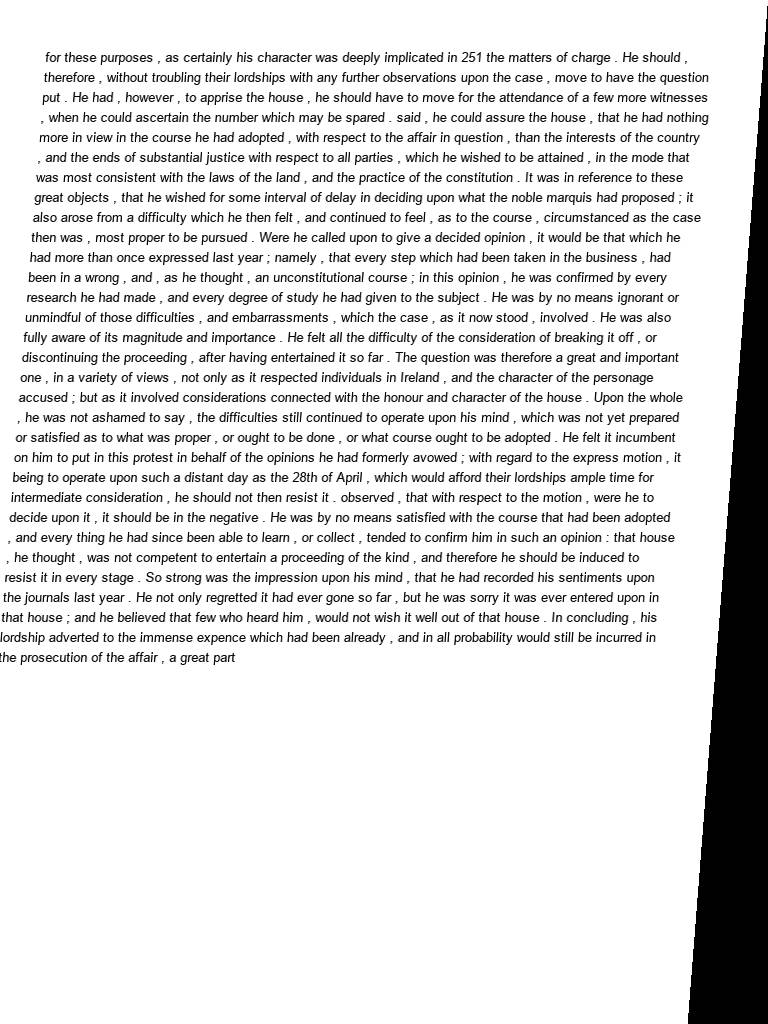 for these purposes , as certainly his character was deeply implicated in 251 the matters of charge . He should ,
therefore , without troubling their lordships with any further observations upon the case , move to have the question
put . He had , however , to apprise the house , he should have to move for the attendance of a few more witnesses
, when he could ascertain the number which may be spared . said , he could assure the house , that he had nothing
more in view in the course he had adopted , with respect to the affair in question , than the interests of the country
, and the ends of substantial justice with respect to all parties , which he wished to be attained , in the mode that
was most consistent with the laws of the land , and the practice of the constitution . It was in reference to these
great objects , that he wished for some interval of delay in deciding upon what the noble marquis had proposed ; it
also arose from a difficulty which he then felt , and continued to feel , as to the course , circumstanced as the case
then was , most proper to be pursued . Were he called upon to give a decided opinion , it would be that which he
had more than once expressed last year ; namely , that every step which had been taken in the business , had
been in a wrong , and , as he thought , an unconstitutional course ; in this opinion , he was confirmed by every
research he had made , and every degree of study he had given to the subject . He was by no means ignorant or
unmindful of those difficulties , and embarrassments , which the case , as it now stood , involved . He was also
fully aware of its magnitude and importance . He felt all the difficulty of the consideration of breaking it off , or
discontinuing the proceeding , after having entertained it so far . The question was therefore a great and important
one , in a variety of views , not only as it respected individuals in Ireland , and the character of the personage
accused ; but as it involved considerations connected with the honour and character of the house . Upon the whole
, he was not ashamed to say , the difficulties still continued to operate upon his mind , which was not yet prepared
or satisfied as to what was proper , or ought to be done , or what course ought to be adopted . He felt it incumbent
on him to put in this protest in behalf of the opinions he had formerly avowed ; with regard to the express motion , it
being to operate upon such a distant day as the 28th of April , which would afford their lordships ample time for
intermediate consideration , he should not then resist it . observed , that with respect to the motion , were he to
decide upon it , it should be in the negative . He was by no means satisfied with the course that had been adopted
, and every thing he had since been able to learn , or collect , tended to confirm him in such an opinion : that house
, he thought , was not competent to entertain a proceeding of the kind , and therefore he should be induced to
resist it in every stage . So strong was the impression upon his mind , that he had recorded his sentiments upon
the journals last year . He not only regretted it had ever gone so far , but he was sorry it was ever entered upon in
that house ; and he believed that few who heard him , would not wish it well out of that house . In concluding , his
lordship adverted to the immense expence which had been already , and in all probability would still be incurred in
the prosecution of the affair , a great part